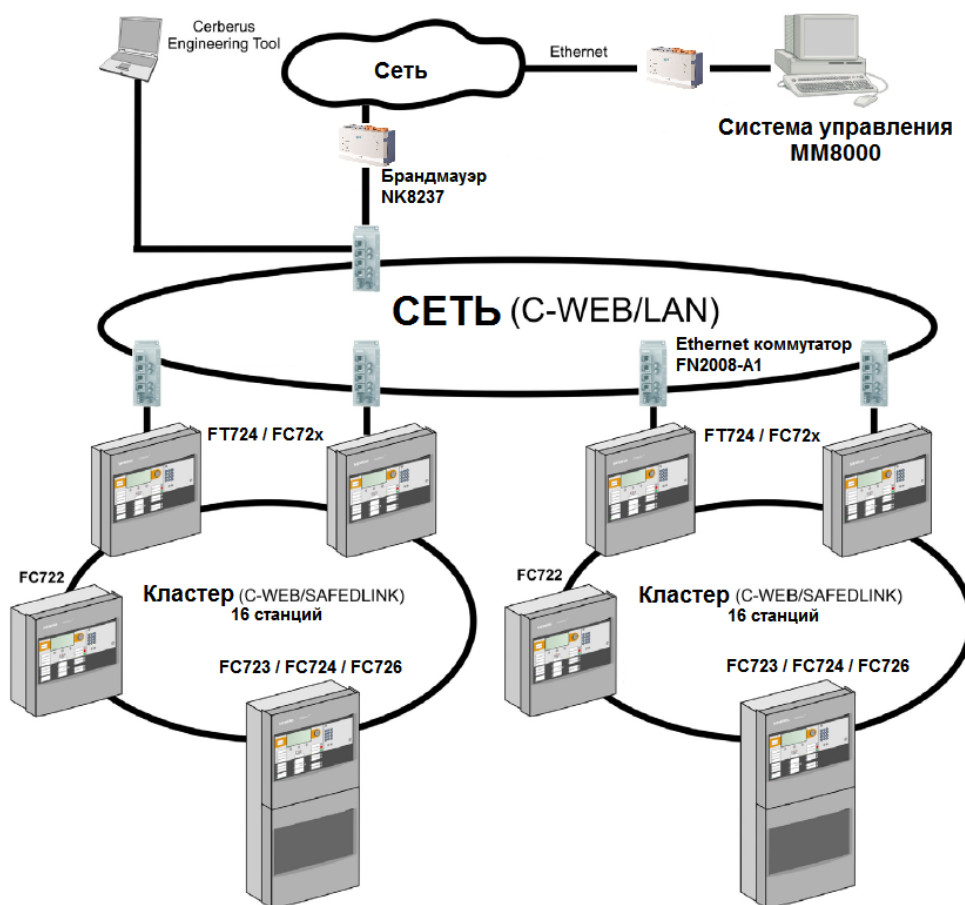 Cerberus
Engineering Tool
Сеть
Ethernet
Система управления
MM8000
Брандмауэр
NK8237
СЕТЬ (C-WEB/LAN)
Ethernet коммутатор
FN2008-A1
FT724 / FC72x
FT724 / FC72x
FC722
Кластер (C-WEB/SAFEDLINK)
16 станций
FC723 / FC724 / FC726
FC722
Кластер (C-WEB/SAFEDLINK)
16 станций
FC723 / FC724 / FC726